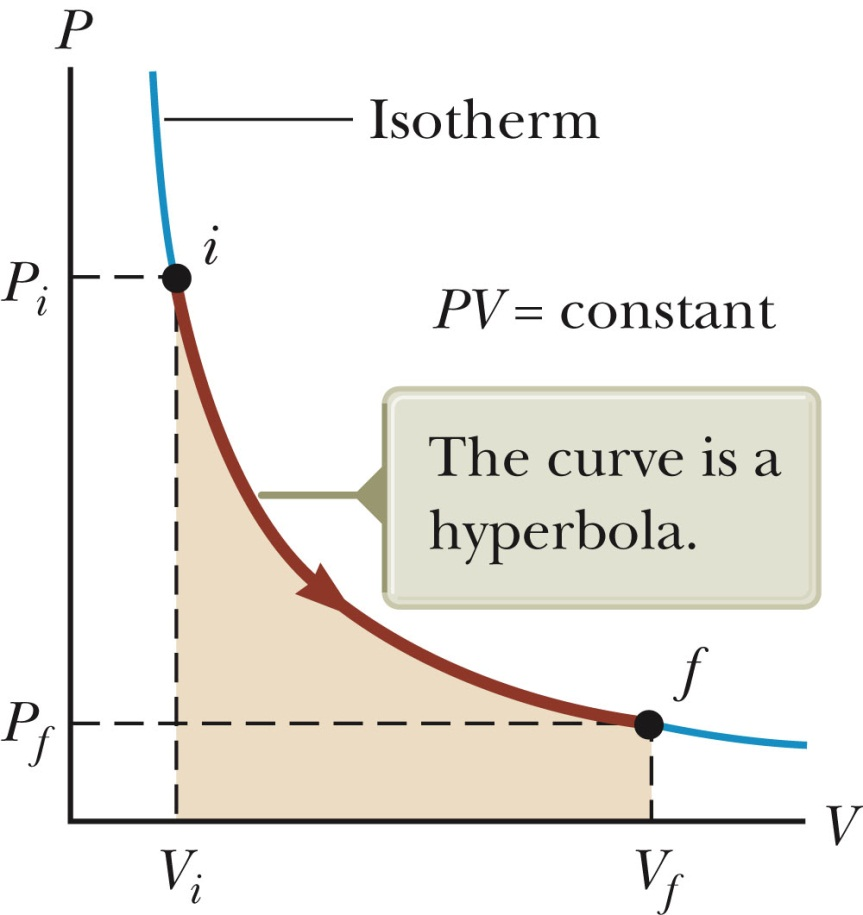 P
Isotherm
i
P_i
PV = constant
The curve is a
hyperbola.
f
P_f
V
V_i
V_f